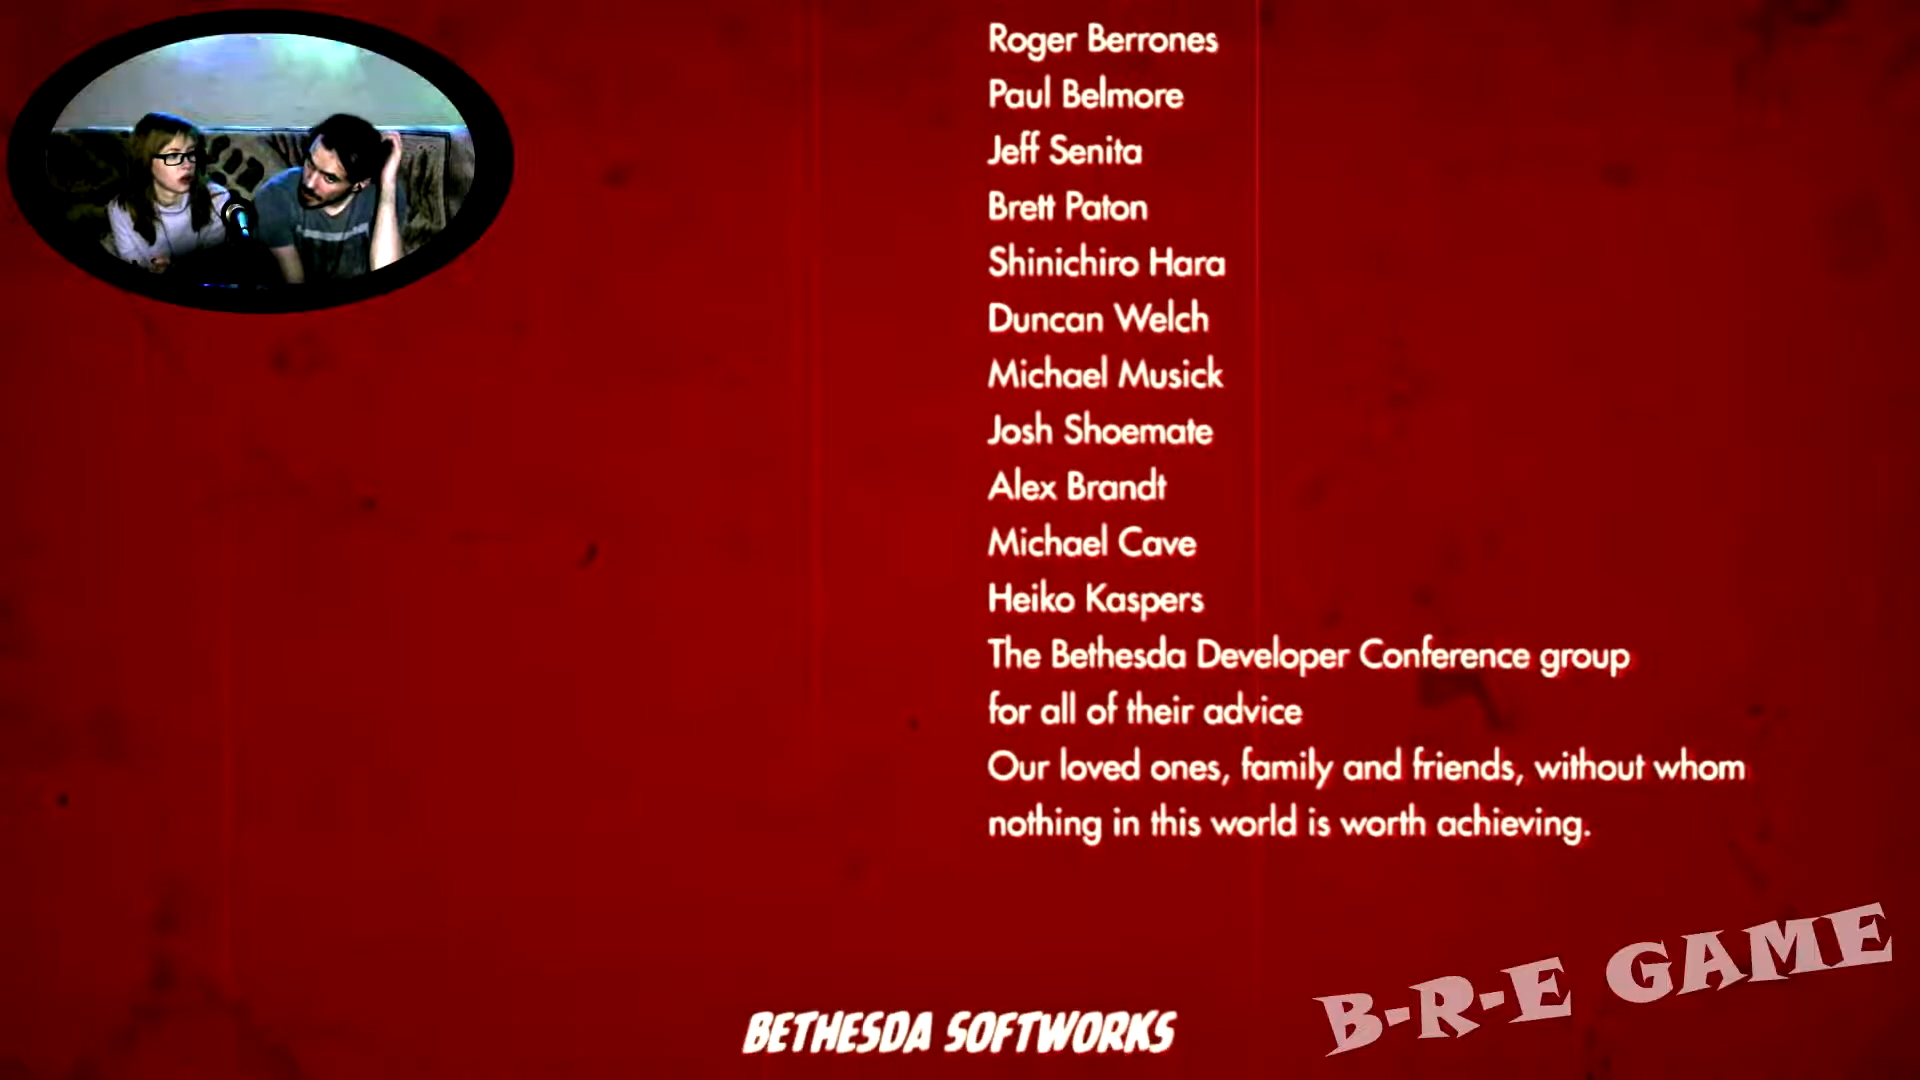 Roger Berrones
Paul Belmore
Jeff Senita
Brett Paton
Shinichiro Hara
Duncan Welch
Michael Musick
Josh Shoemate
Alex Brandt
Michael Cave
Heiko Kaspers
The Bethesda Developer Conference group
for all of their advice
Our loved ones, family and friends, without whom
nothing in this world is worth achieving.
BETHESDA SOFTWORKS
B-R-E GAME